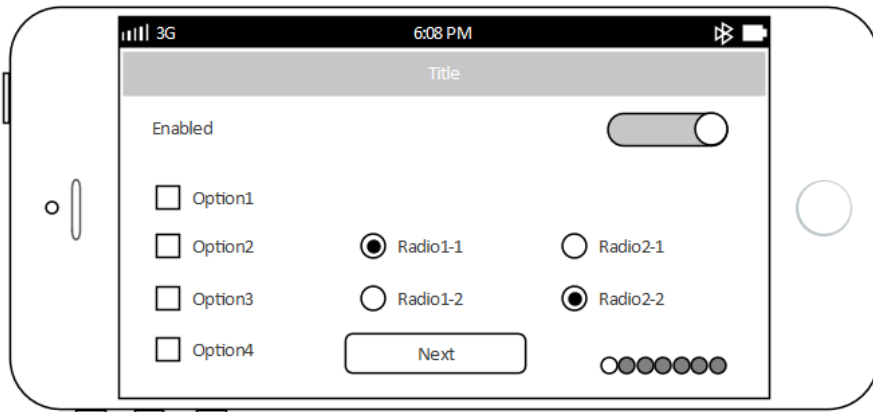 3G 6:08 PM
Title
Enabled
Option1
Option2 Radio1-1 Radio2-1
Option3 Radio1-2 Radio2-2
Option4 Next